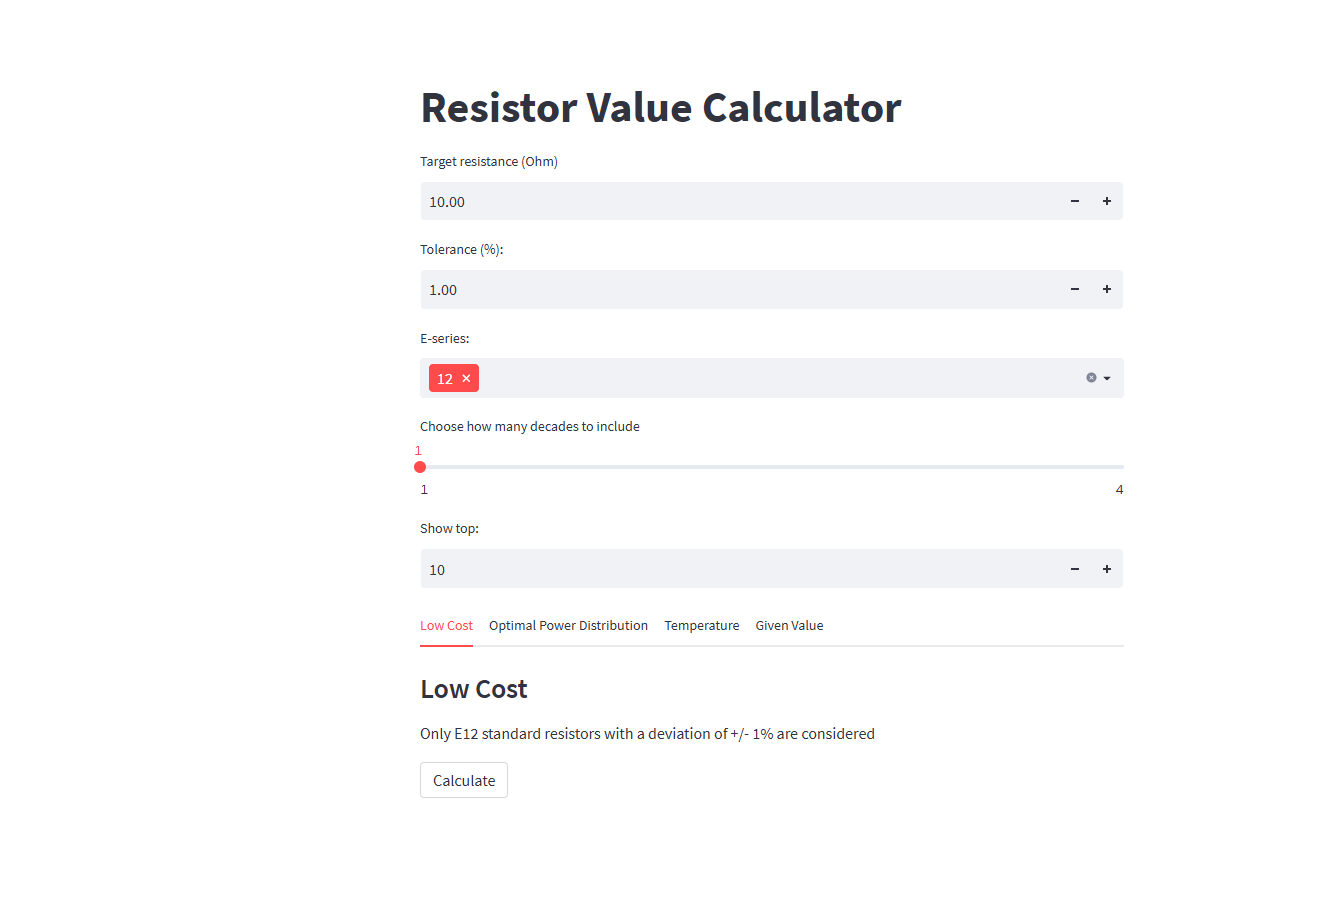 Resistor Value Calculator
Target resistance (Ohm)
10.00
Tolerance (%):
1.00
E-series:
12
Choose how many decades to include
1
1 4
Show top:
10
Low Cost Optimal Power Distribution Temperature Given Value
Low Cost
Only E12 standard resistors with a deviation of +/- 1% are considered
Calculate